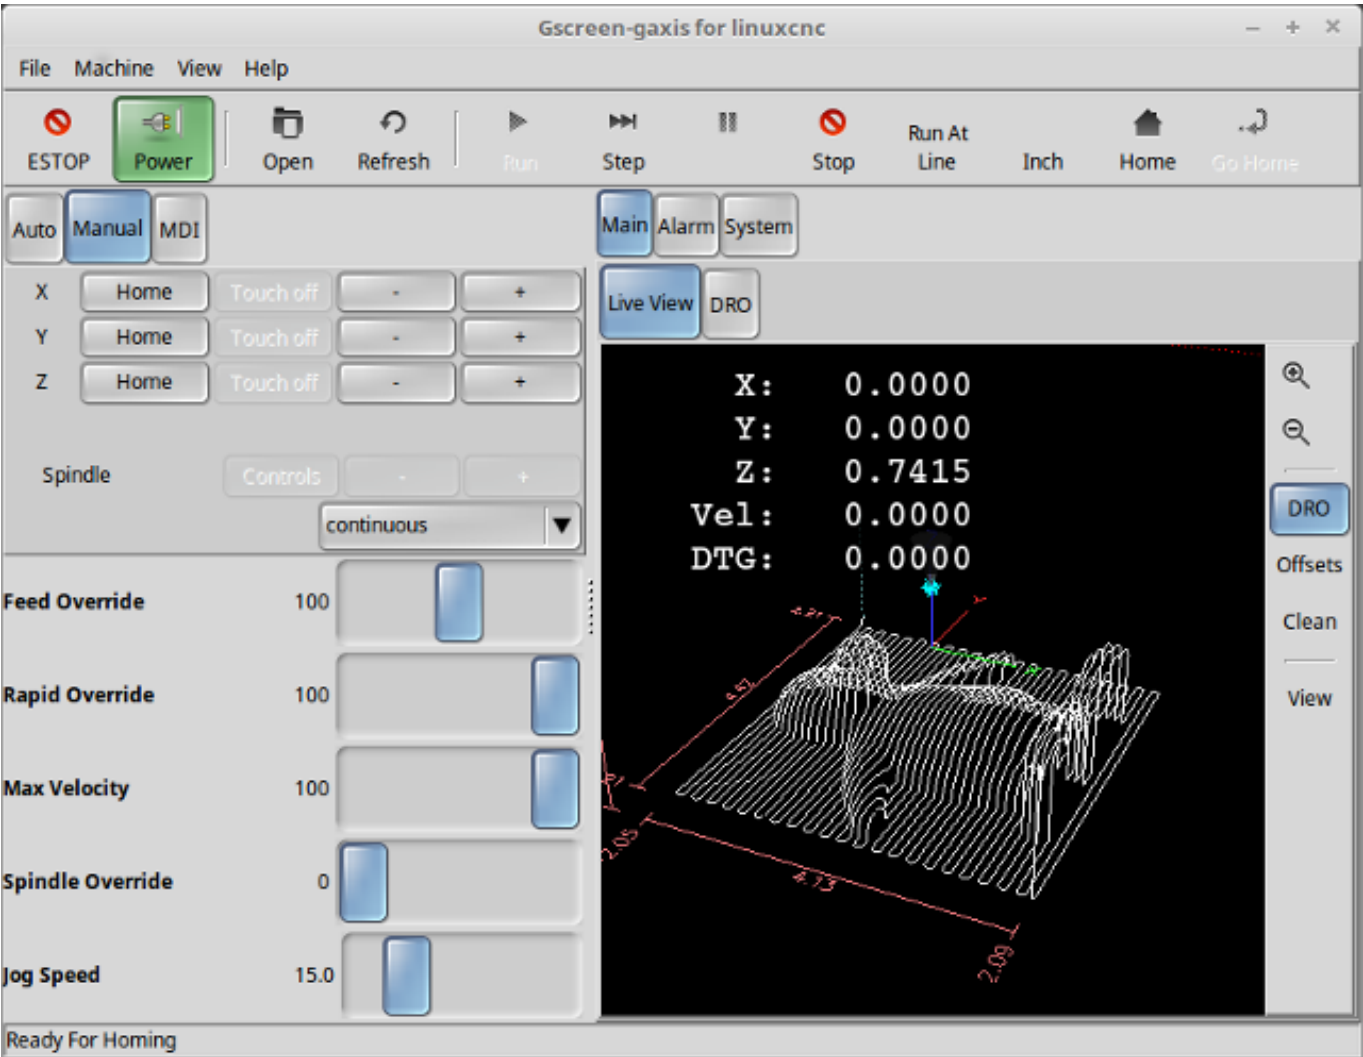 Gscreen-gaxis for linuxcnc
File Machine View Help
ESTOP Power Open Refresh Run Step Stop Run At Line Inch Home Go Home
Auto Manual MDI
X Home Touch off - +
Y Home Touch off - +
Z Home Touch off - +
Spindle Controls - +
continuous
Feed Override 100
Rapid Override 100
Max Velocity 100
Spindle Override 0
Jog Speed 15.0
Main Alarm System
Live View DRO
X: 0.0000
Y: 0.0000
Z: 0.7415
Vel: 0.0000
DTG: 0.0000
2.05
4.13
2.09
DRO
Offsets
Clean
View
Ready For Homing